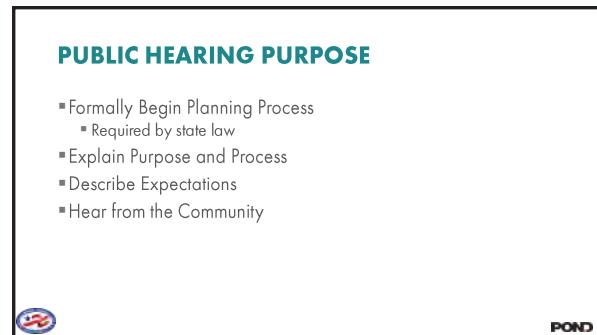 PUBLIC HEARING PURPOSE
▪Formally Begin Planning Process
▪Required by state law
▪Explain Purpose and Process
▪Describe Expectations
▪Hear from the Community
POND